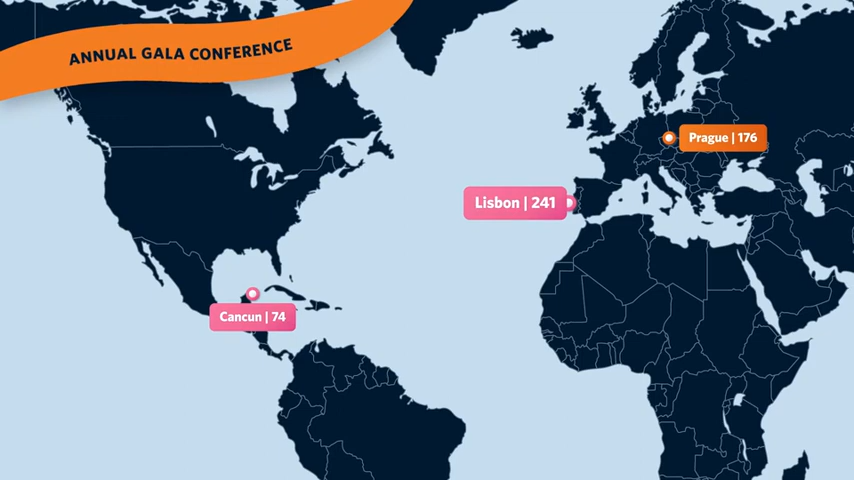 ANNUAL GALA CONFERENCE
Prague | 176
Lisbon | 241
Cancun | 74